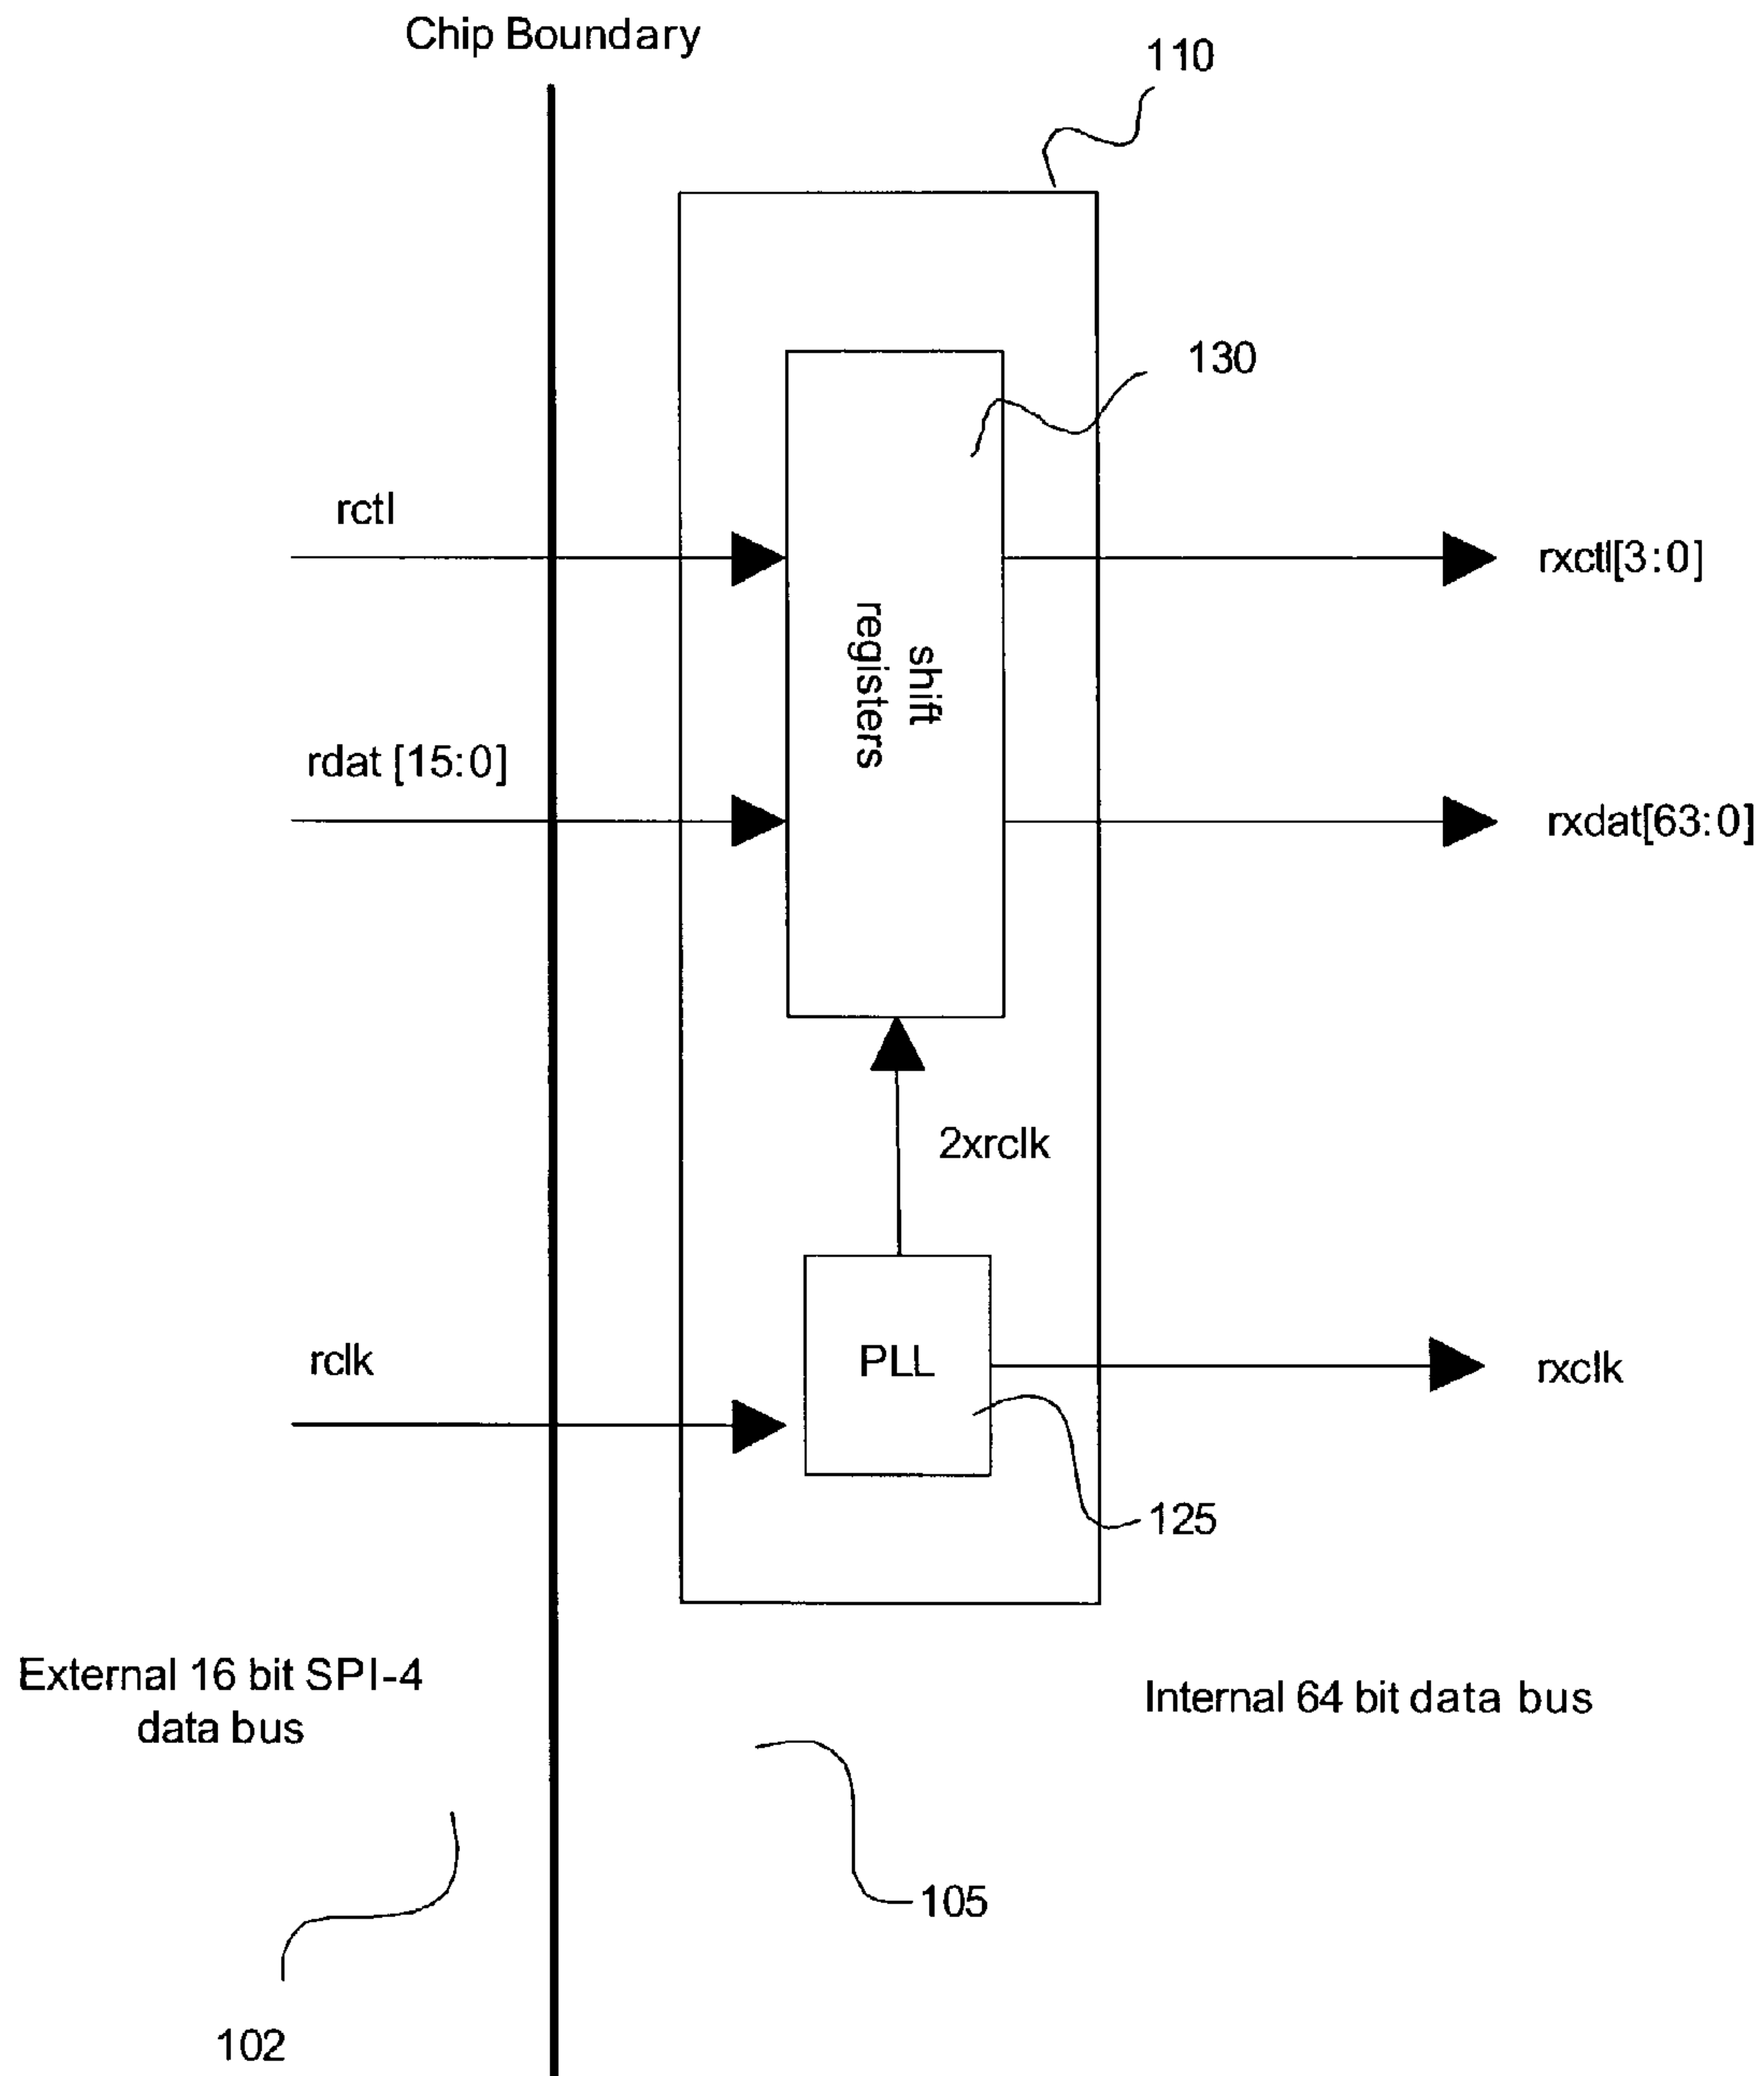 Chip Boundary
110
130
rctl
rxctl[3:0]
shift
registers
rdat [15:0]
rxdat[63:0]
2xrclk
rclk
PLL
rxclk
125
External 16 bit SPI-4
data bus
Internal 64 bit data bus
105
102